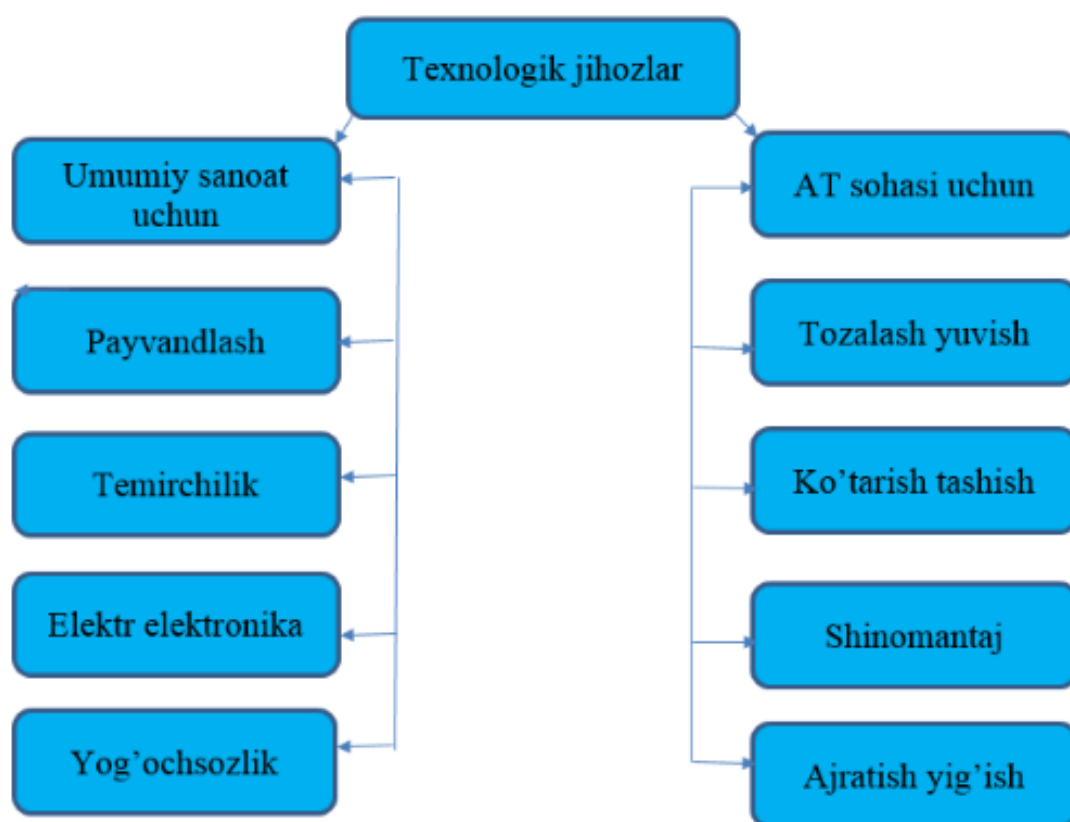 Texnologik jihozlar
Umumiy sanoat
uchun
Payvandlash
Temirchilik
Elektr elektronika
Yog’ochsozlik
AT sohasi uchun
Tozalash yuvish
Ko’tarish tashish
Shinomantaj
Ajratish yig’ish